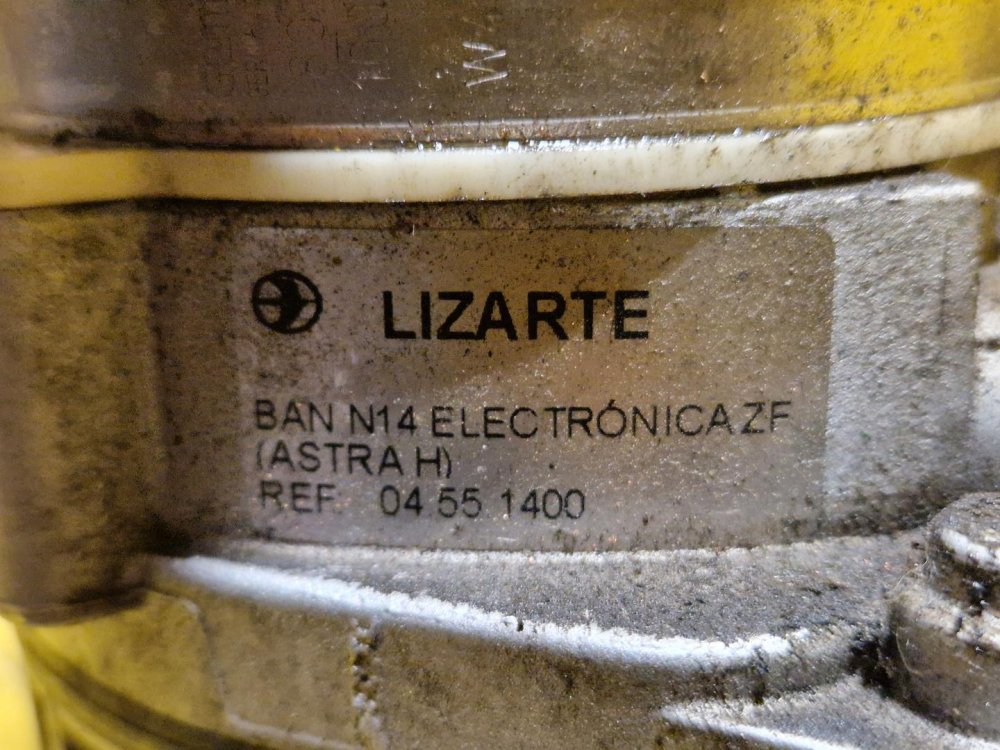 W
LIZARTE
BAN N14 ELECTRÓNICA ZF
(ASTRA H)
REF. 04 55 1400